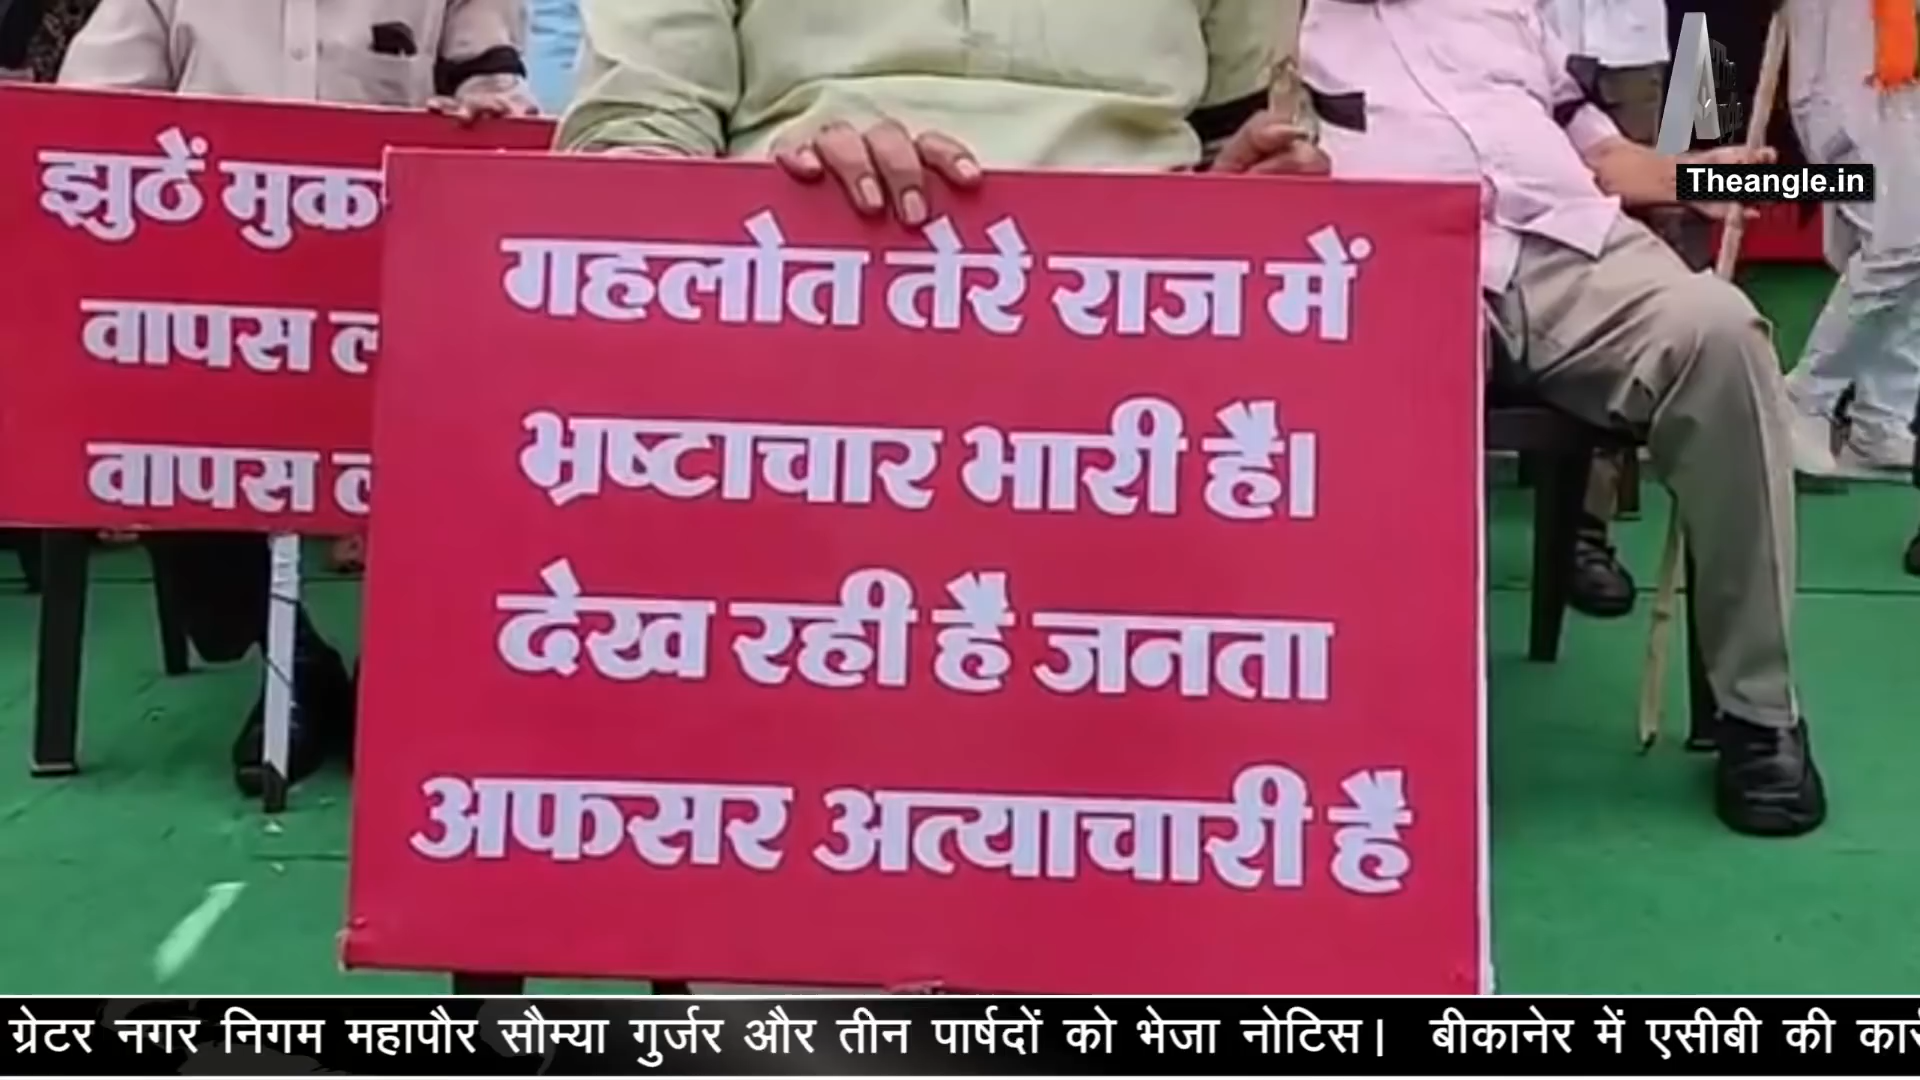 झुठें
वापस
वापस
गहलोत तेरे राज में
भ्रष्टाचार भारी है।
देख रही है जनता
अफसर अत्याचारी है
Theangle.in
ग्रेटर नगर निगम महापौर सौम्या गुर्जर और तीन पार्षदों को भेजा नोटिस| बीकानेर में एसीबी की